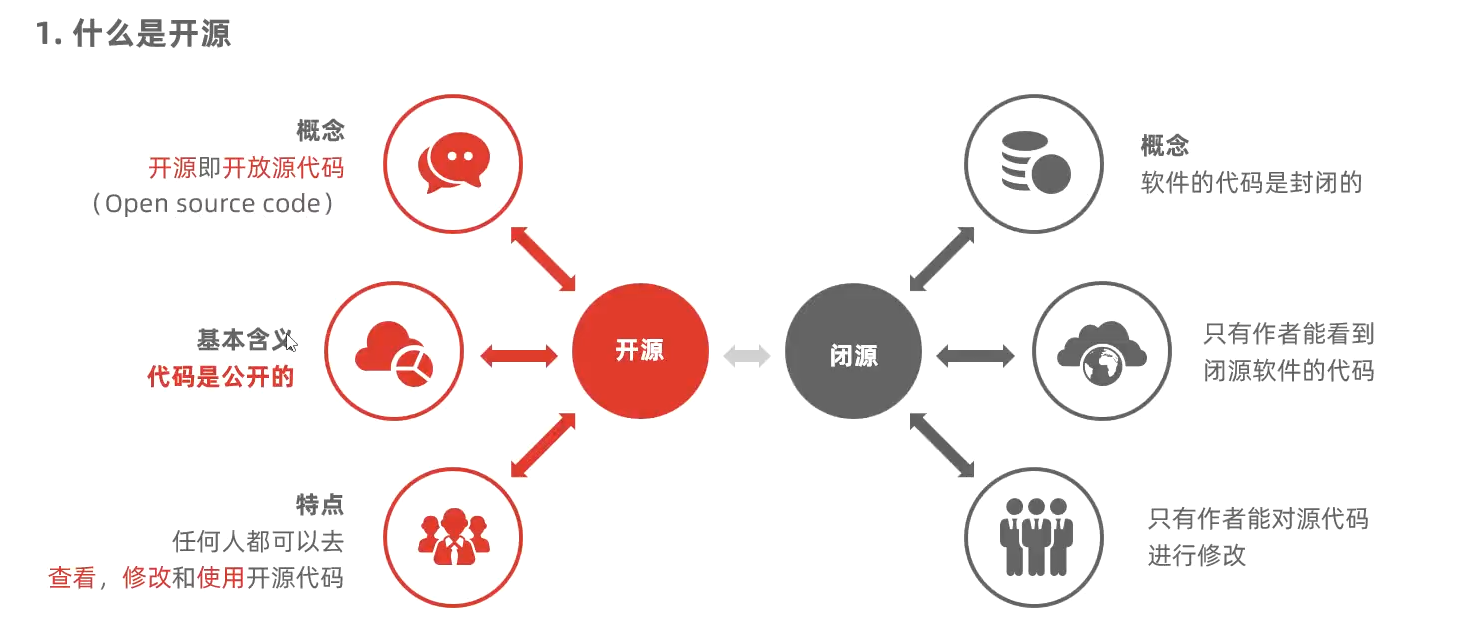 1. 什么是开源
概念
开源即开放源代码
（Open source code）
基本含义
代码是公开的
特点
任何人都可以去
查看，修改和使用开源代码
开源
闭源
概念
软件的代码是封闭的
只有作者能看到
闭源软件的代码
只有作者能对源代码
进行修改